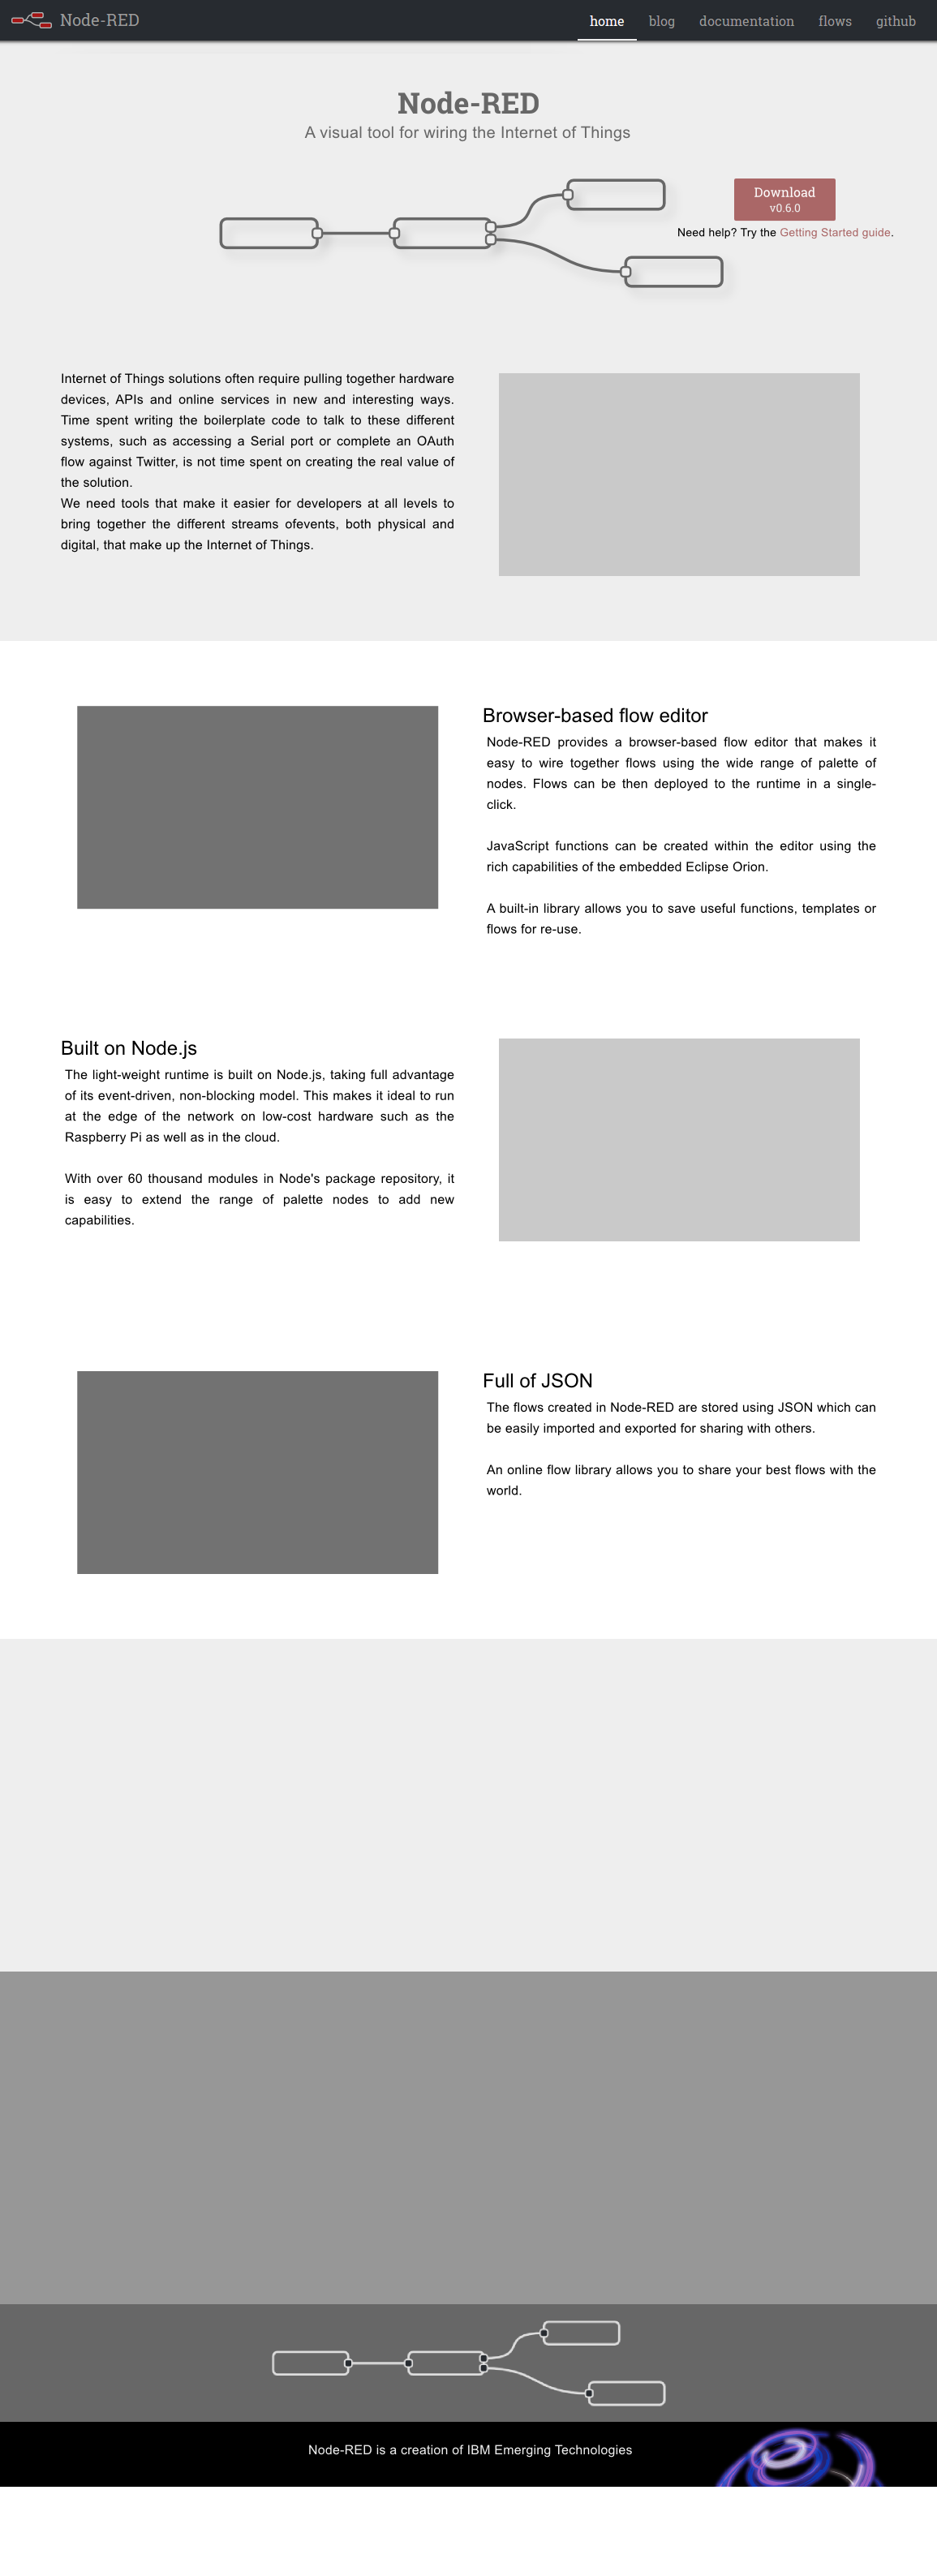 Node-RED
home blog documentation flows github
Node-RED
A visual tool for wiring the Internet of Things
Download
v0.6.0
Need help? Try the Getting Started guide.
Internet of Things solutions often require pulling together hardware
devices, APIs and online services in new and interesting ways.
Time spent writing the boilerplate code to talk to these different
systems, such as accessing a Serial port or complete an OAuth
flow against Twitter, is not time spent on creating the real value of
the solution.
We need tools that make it easier for developers at all levels to
bring together the different streams ofevents, both physical and
digital, that make up the Internet of Things.
Browser-based flow editor
Node-RED provides a browser-based flow editor that makes it
easy to wire together flows using the wide range of palette of
nodes. Flows can be then deployed to the runtime in a single-
click.
JavaScript functions can be created within the editor using the
rich capabilities of the embedded Eclipse Orion.
A built-in library allows you to save useful functions, templates or
flows for re-use.
Built on Node.js
The light-weight runtime is built on Node.js, taking full advantage
of its event-driven, non-blocking model. This makes it ideal to run
at the edge of the network on low-cost hardware such as the
Raspberry Pi as well as in the cloud.
With over 60 thousand modules in Node's package repository, it
is easy to extend the range of palette nodes to add new
capabilities.
Full of JSON
The flows created in Node-RED are stored using JSON which can
be easily imported and exported for sharing with others.
An online flow library allows you to share your best flows with the
world.
Node-RED is a creation of IBM Emerging Technologies